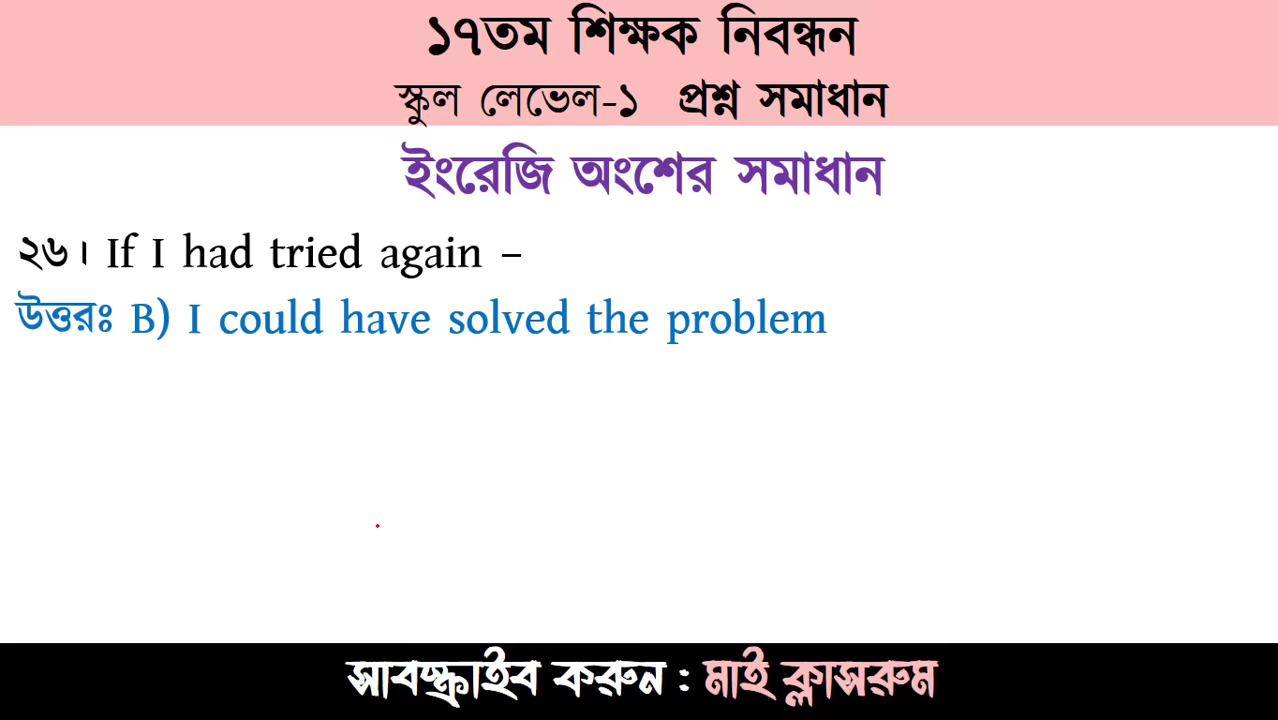 ১৭তম শিক্ষক নিবন্ধন
স্কুল লেভেল-১ প্রশ্ন সমাধান
ইংরেজি অংশের সমাধান
২৬। If I had tried again –
উত্তরঃ B) I could have solved the problem
সাবস্ক্রাইব করুন : মাই ক্লাসরুম